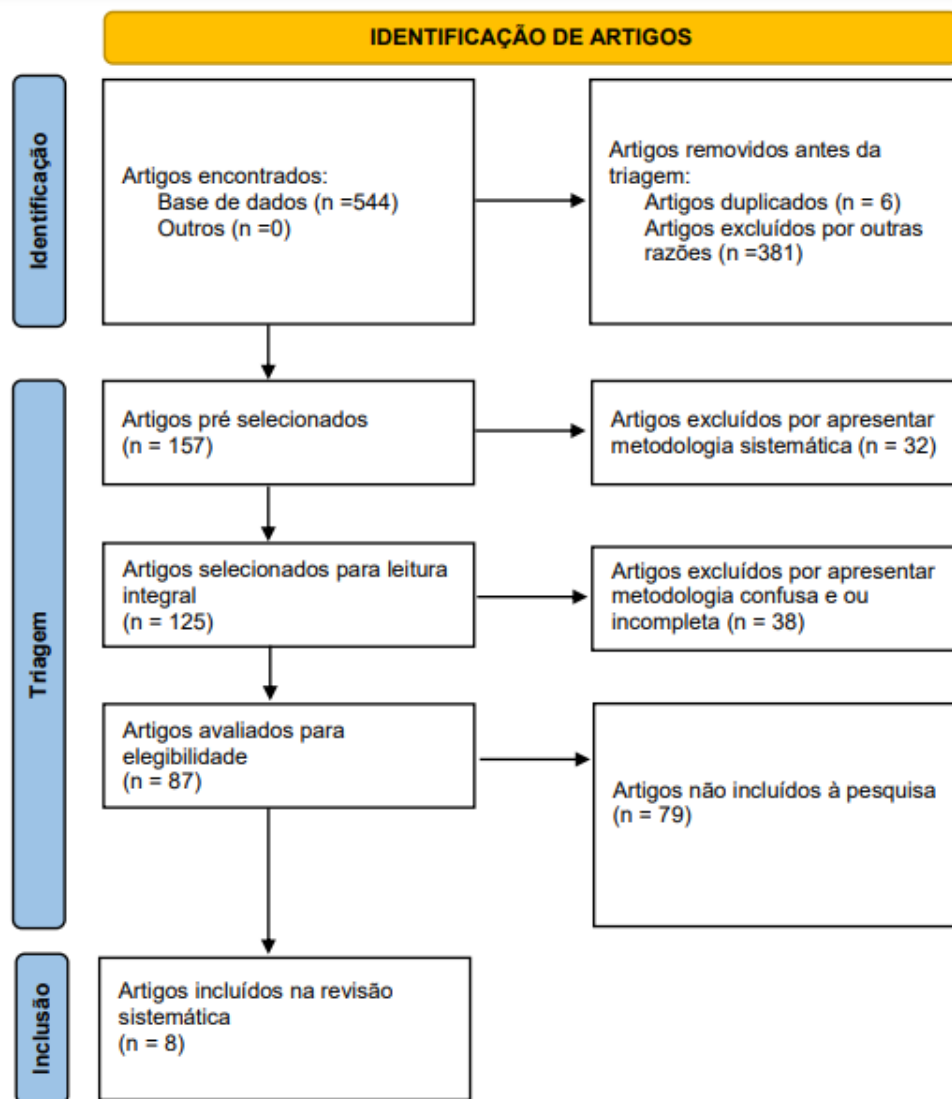 IDENTIFICAÇÃO DE ARTIGOS
Identificação
Artigos encontrados:
Base de dados (n =544)
Outros (n =0)
Artigos removidos antes da
triagem:
Artigos duplicados (n = 6)
Artigos excluídos por outras
razões (n =381)
Triagem
Artigos pré selecionados
(n = 157)
Artigos excluídos por apresentar
metodologia sistemática (n = 32)
Artigos selecionados para leitura
integral
(n = 125)
Artigos excluídos por apresentar
metodologia confusa e ou
incompleta (n = 38)
Artigos avaliados para
elegibilidade
(n = 87)
Artigos não incluídos à pesquisa
(n = 79)
Inclusão
Artigos incluídos na revisão
sistemática
(n = 8)